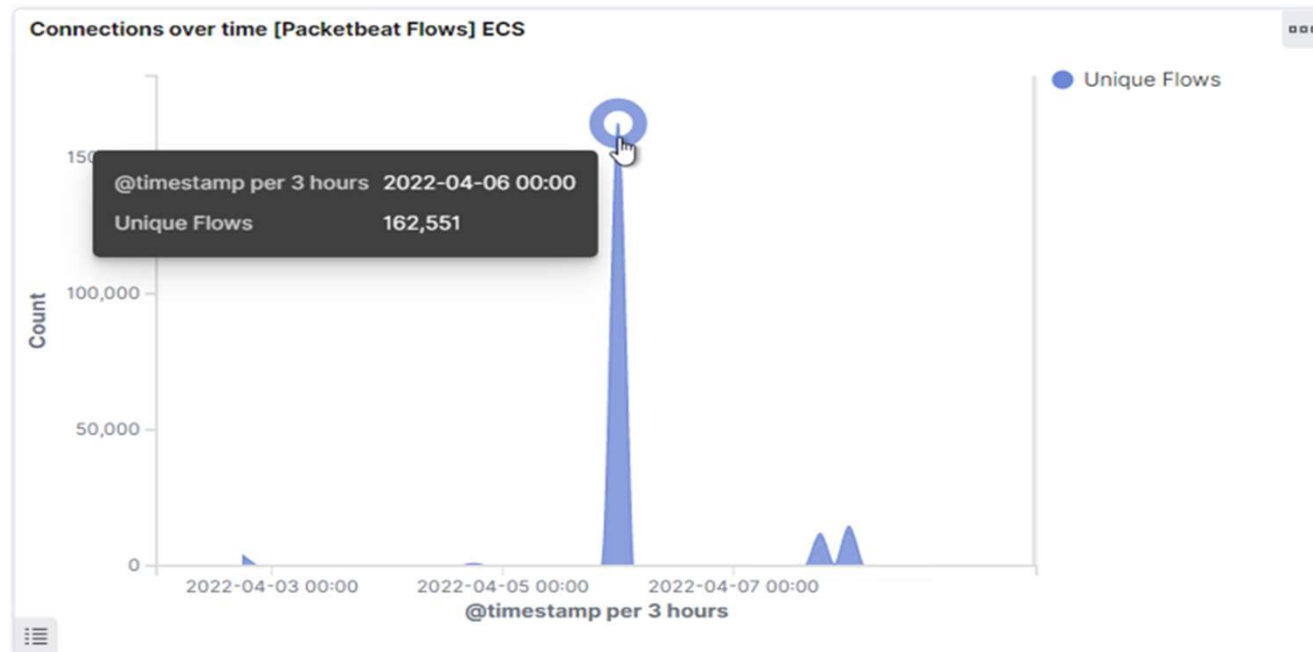 Connections over time [Packetbeat Flows] ECS
Unique Flows
150
@timestamp per 3 hours 2022-04-06 00:00
Unique Flows 162,551
100,000
Count
50,000
0
2022-04-03 00:00 2022-04-05 00:00 2022-04-07 00:00
@timestamp per 3 hours